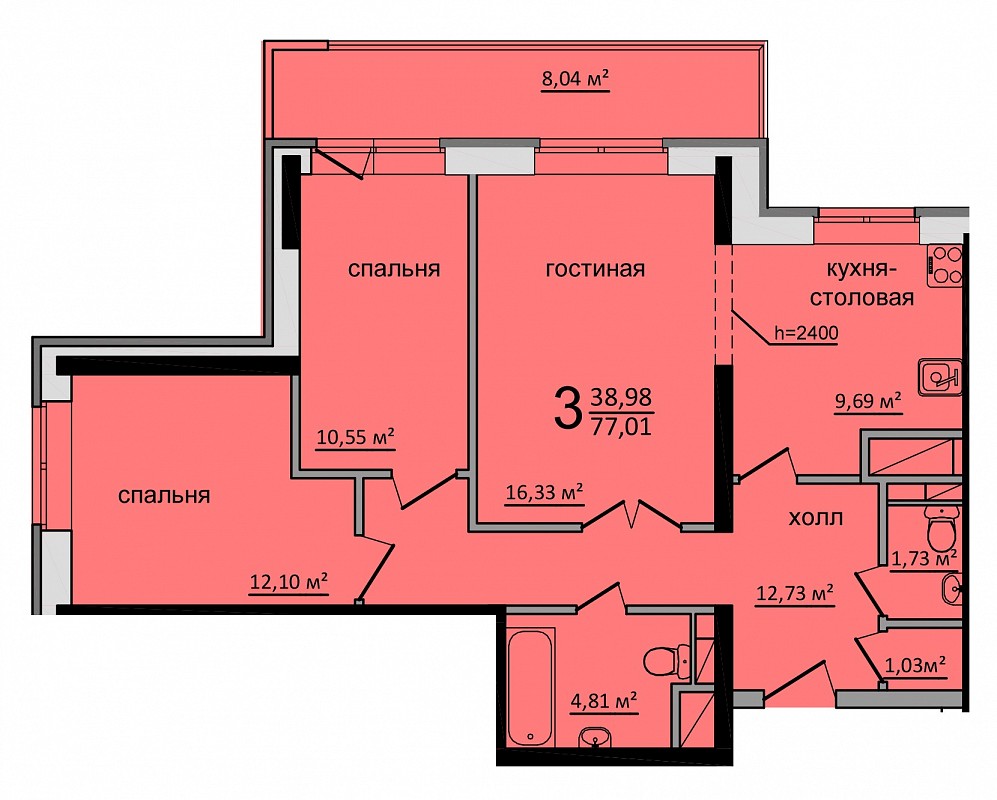 8,04 м²
спальня
гостиная
кухня-
столовая
h=2400
3
38,98
77,01
9,69 м²
10,55 м²
16,33 м²
спальня
холл
1,73 м²
12,10 м²
12,73 м²
1,03м²
4,81 м²